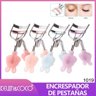 ENCRESPADOR
DE PESTAÑAS
1019